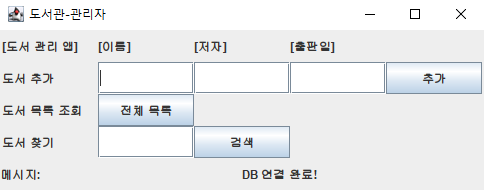 도서관-관리자
[도서 관리 앱] [이름] [저자] [출판일]
도서 추가 추가
도서 목록 조회 전체 목록
도서 찾기 검색
메시지: DB 연결 완료!